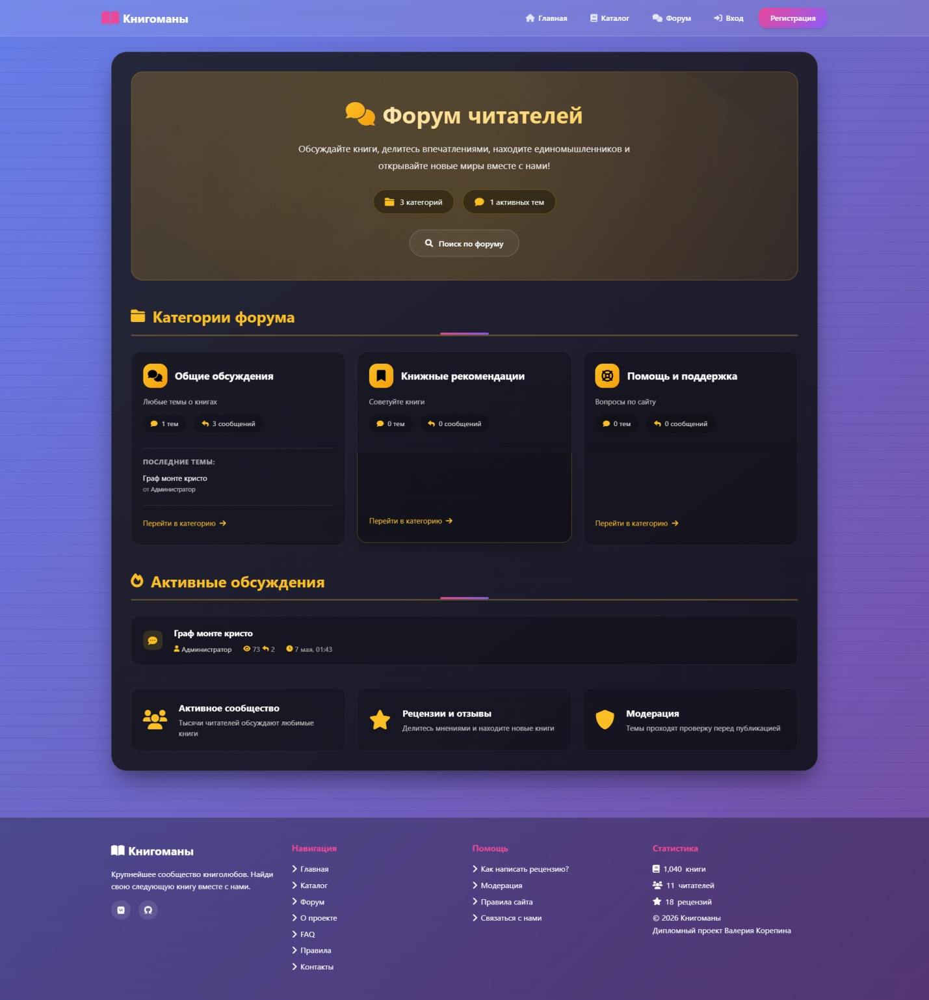 Книгоманы
Главная
Каталог
Форум
Вход
Регистрация
Форум читателей
Обсуждайте книги, делитесь впечатлениями, находите единомышленников и
открывайте новые миры вместе с нами!
3 категорий
1 активных тем
Поиск по форуму
Категории форума
Общие обсуждения
Любые темы о книгах
1 тем
3 сообщений
ПОСЛЕДНИЕ ТЕМЫ:
Граф монте кристо
от Администратор
Перейти в категорию
Книжные рекомендации
Советуйте книги
0 тем
0 сообщений
Перейти в категорию
Помощь и поддержка
Вопросы по сайту
0 тем
0 сообщений
Перейти в категорию
Активные обсуждения
Граф монте кристо
Администратор 73 2 7 мая, 01:43
Активное сообщество
Тысячи читателей обсуждают любимые
книги
Рецензии и отзывы
Делитесь мнениями и находите новые книги
Модерация
Темы проходят проверку перед публикацией
Книгоманы
Крупнейшее сообщество книголюбов. Найди
свою следующую книгу вместе с нами.
Навигация
Главная
Каталог
Форум
О проекте
FAQ
Правила
Контакты
Помощь
Как написать рецензию?
Модерация
Правила сайта
Связаться с нами
Статистика
1,040 книги
11 читателей
18 рецензий
© 2026 Книгоманы
Дипломный проект Валерия Корепина